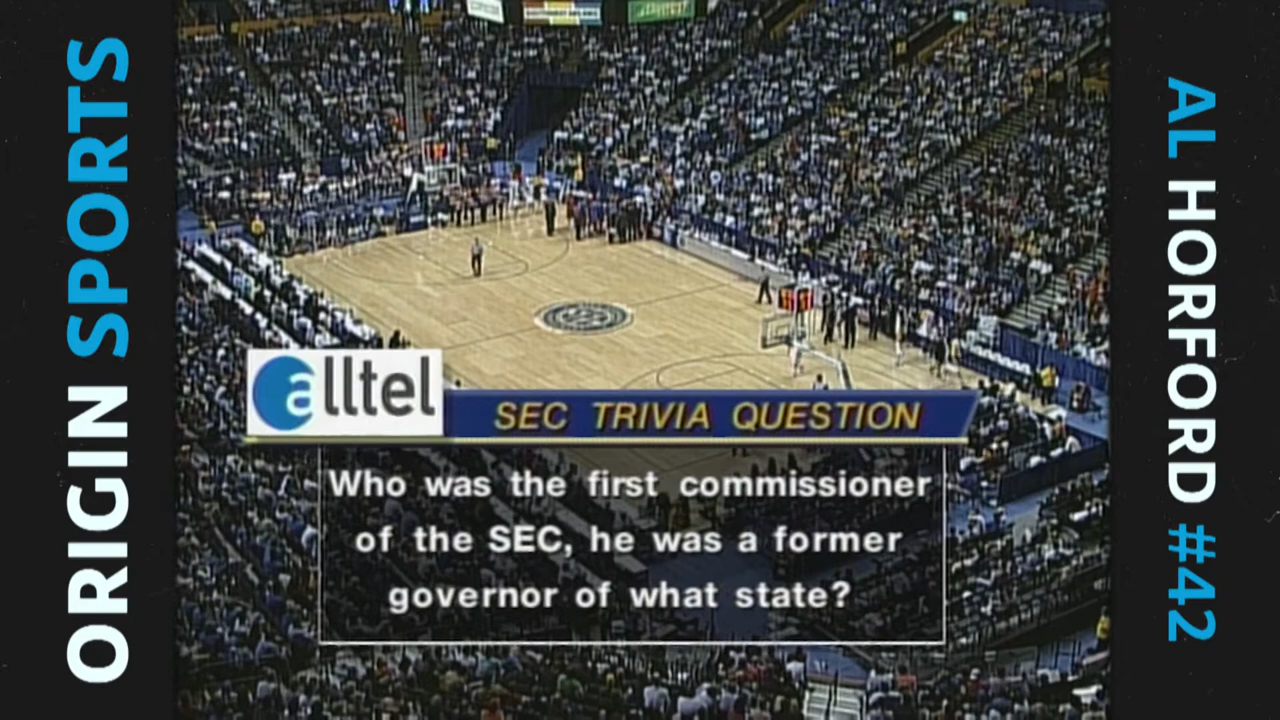 ORIGIN SPORTS
alltel
SEC TRIVIA QUESTION
Who was the first commissioner
of the SEC, he was a former
governor of what state?
AL HORFORD #42